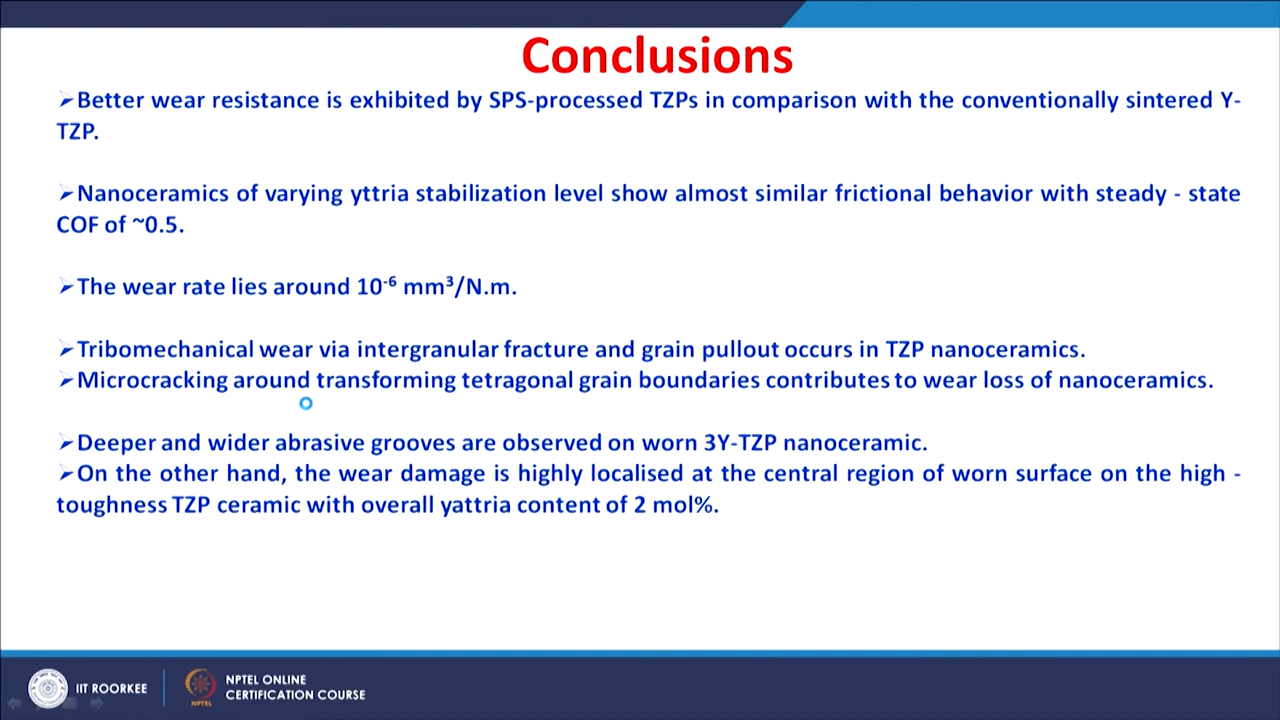 Conclusions
➢Better wear resistance is exhibited by SPS-processed TZPs in comparison with the conventionally sintered Y-
TZP.
➢Nanoceramics of varying yttria stabilization level show almost similar frictional behavior with steady - state
COF of ~0.5.
➢The wear rate lies around 10⁻⁶ mm³/N.m.
➢Tribomechanical wear via intergranular fracture and grain pullout occurs in TZP nanoceramics.
➢Microcracking around transforming tetragonal grain boundaries contributes to wear loss of nanoceramics.
➢Deeper and wider abrasive grooves are observed on worn 3Y-TZP nanoceramic.
➢On the other hand, the wear damage is highly localised at the central region of worn surface on the high -
toughness TZP ceramic with overall yattria content of 2 mol%.
IIT ROORKEE
NPTEL
NPTEL ONLINE
CERTIFICATION COURSE